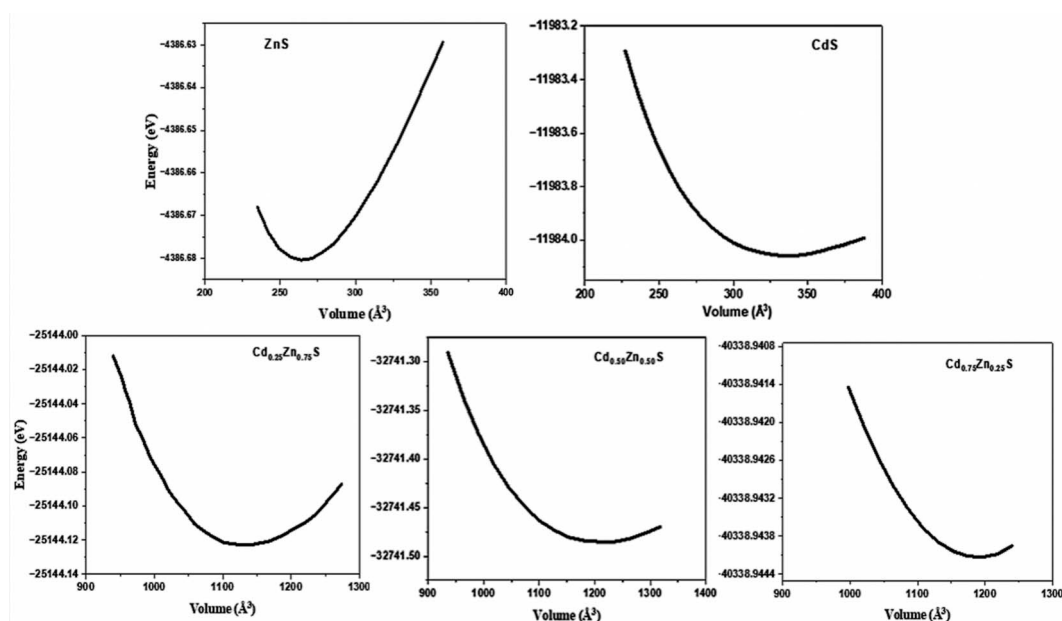 ZnS
−4386.63
−4386.64
−4386.65
−4386.66
−4386.67
−4386.68
Energy (eV)
200 250 300 350 400
Volume (Å³)
CdS
−11983.2
−11983.4
−11983.6
−11983.8
−11984.0
200 250 300 350 400
Volume (Å³)
Cd₀.₂₅Zn₀.₇₅S
−25144.00
−25144.02
−25144.04
−25144.06
−25144.08
−25144.10
−25144.12
−25144.14
Energy (eV)
900 1000 1100 1200 1300
Volume (Å³)
Cd₀.₅₀Zn₀.₅₀S
−32741.30
−32741.35
−32741.40
−32741.45
−32741.50
900 1000 1100 1200 1300 1400
Volume (Å³)
Cd₀.₇₅Zn₀.₂₅S
-40338.9408
-40338.9414
-40338.9420
-40338.9426
-40338.9432
-40338.9438
-40338.9444
900 1000 1100 1200 1300
Volume (Å³)